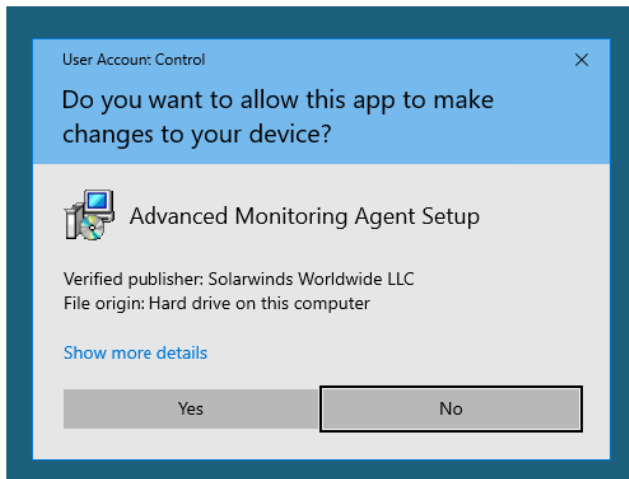 User Account Control
Do you want to allow this app to make
changes to your device?
Advanced Monitoring Agent Setup
Verified publisher: Solarwinds Worldwide LLC
File origin: Hard drive on this computer
Show more details
Yes
No